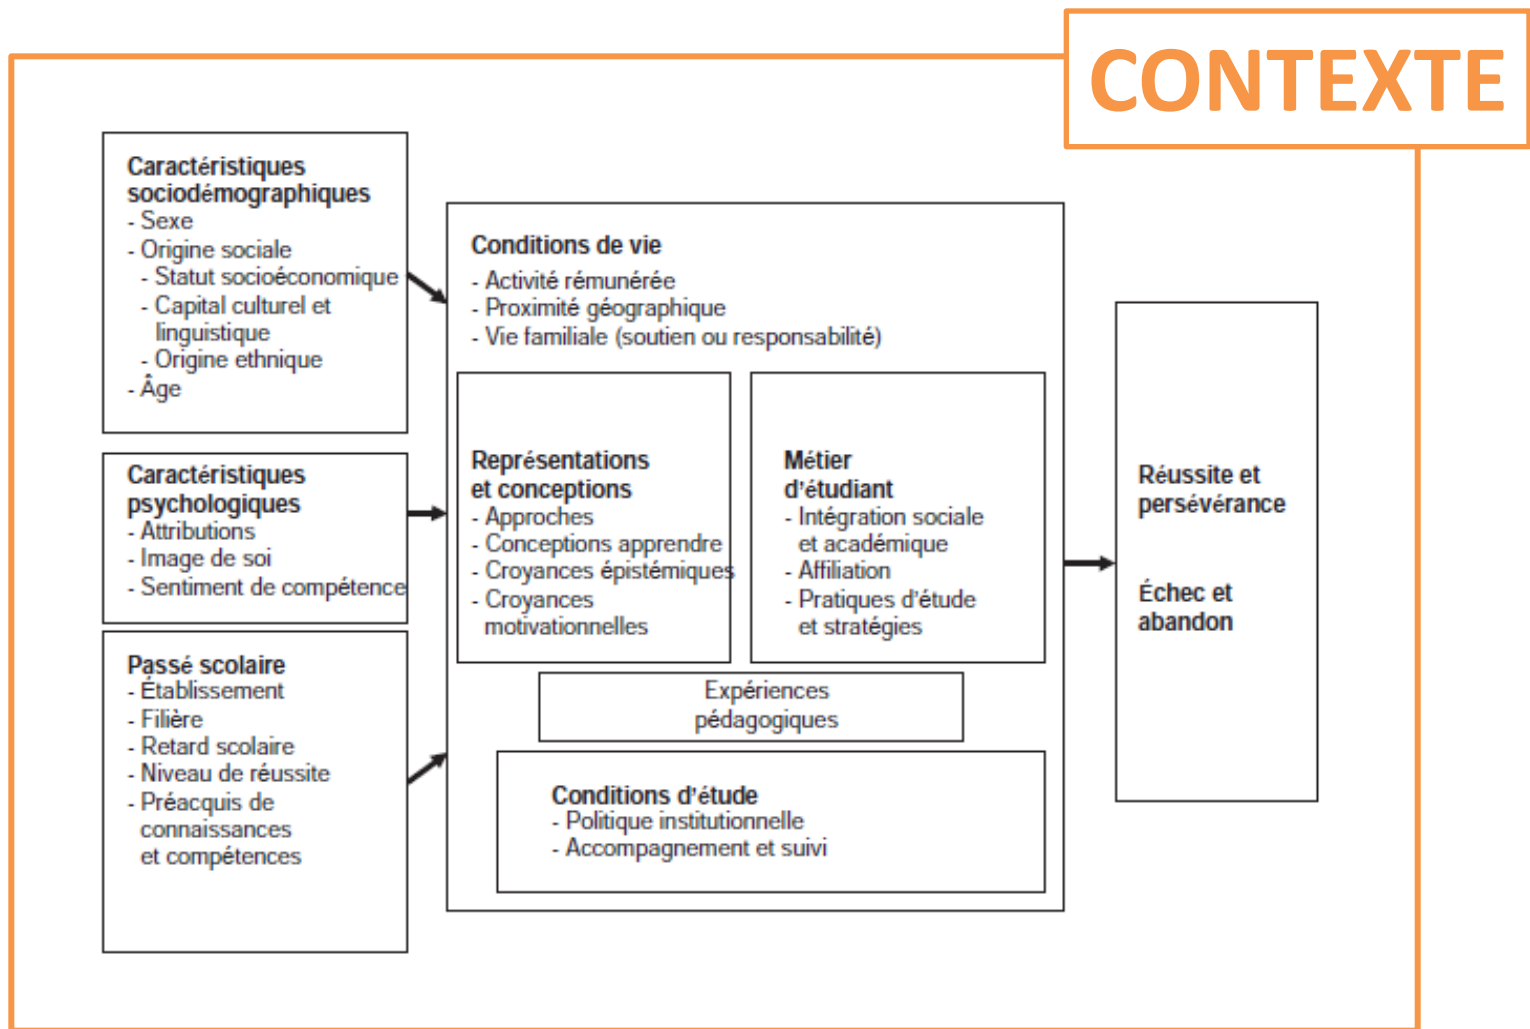 CONTEXTE
Caractéristiques
sociodémographiques
- Sexe
- Origine sociale
- Statut socioéconomique
- Capital culturel et
linguistique
- Origine ethnique
- Âge
Caractéristiques
psychologiques
- Attributions
- Image de soi
- Sentiment de compétence
Passé scolaire
- Établissement
- Filière
- Retard scolaire
- Niveau de réussite
- Préacquis de
connaissances
et compétences
Conditions de vie
- Activité rémunérée
- Proximité géographique
- Vie familiale (soutien ou responsabilité)
Représentations
et conceptions
- Approches
- Conceptions apprendre
- Croyances épistémiques
- Croyances
motivationnelles
Métier
d'étudiant
- Intégration sociale
et académique
- Affiliation
- Pratiques d'étude
et stratégies
Expériences
pédagogiques
Conditions d'étude
- Politique institutionnelle
- Accompagnement et suivi
Réussite et
persévérance
Échec et
abandon